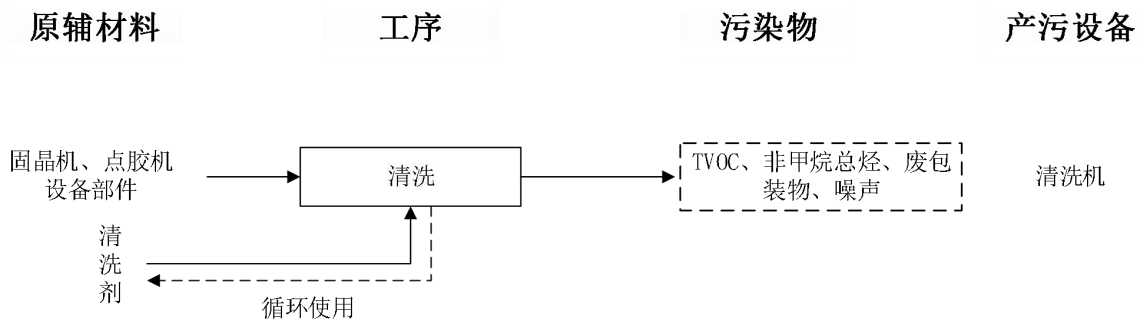 原辅材料 工序 污染物 产污设备
固晶机、点胶机
设备部件
清洗
TVOC、非甲烷总烃、废包
装物、噪声
清洗机
清
洗
剂
循环使用